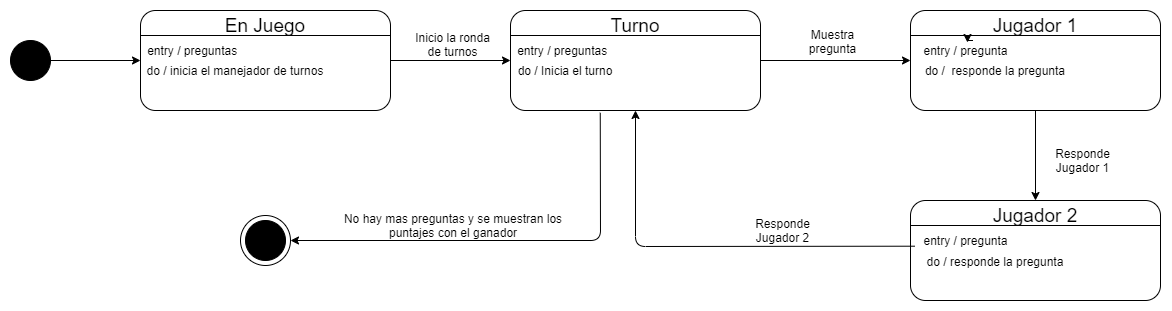 En Juego
entry / preguntas
do / inicia el manejador de turnos
Inicio la ronda
de turnos
Turno
entry / preguntas
do / Inicia el turno
Muestra
pregunta
Jugador 1
entry / pregunta
do /  responde la pregunta
Responde
Jugador 1
Jugador 2
entry / pregunta
do / responde la pregunta
Responde
Jugador 2
No hay mas preguntas y se muestran los
puntajes con el ganador